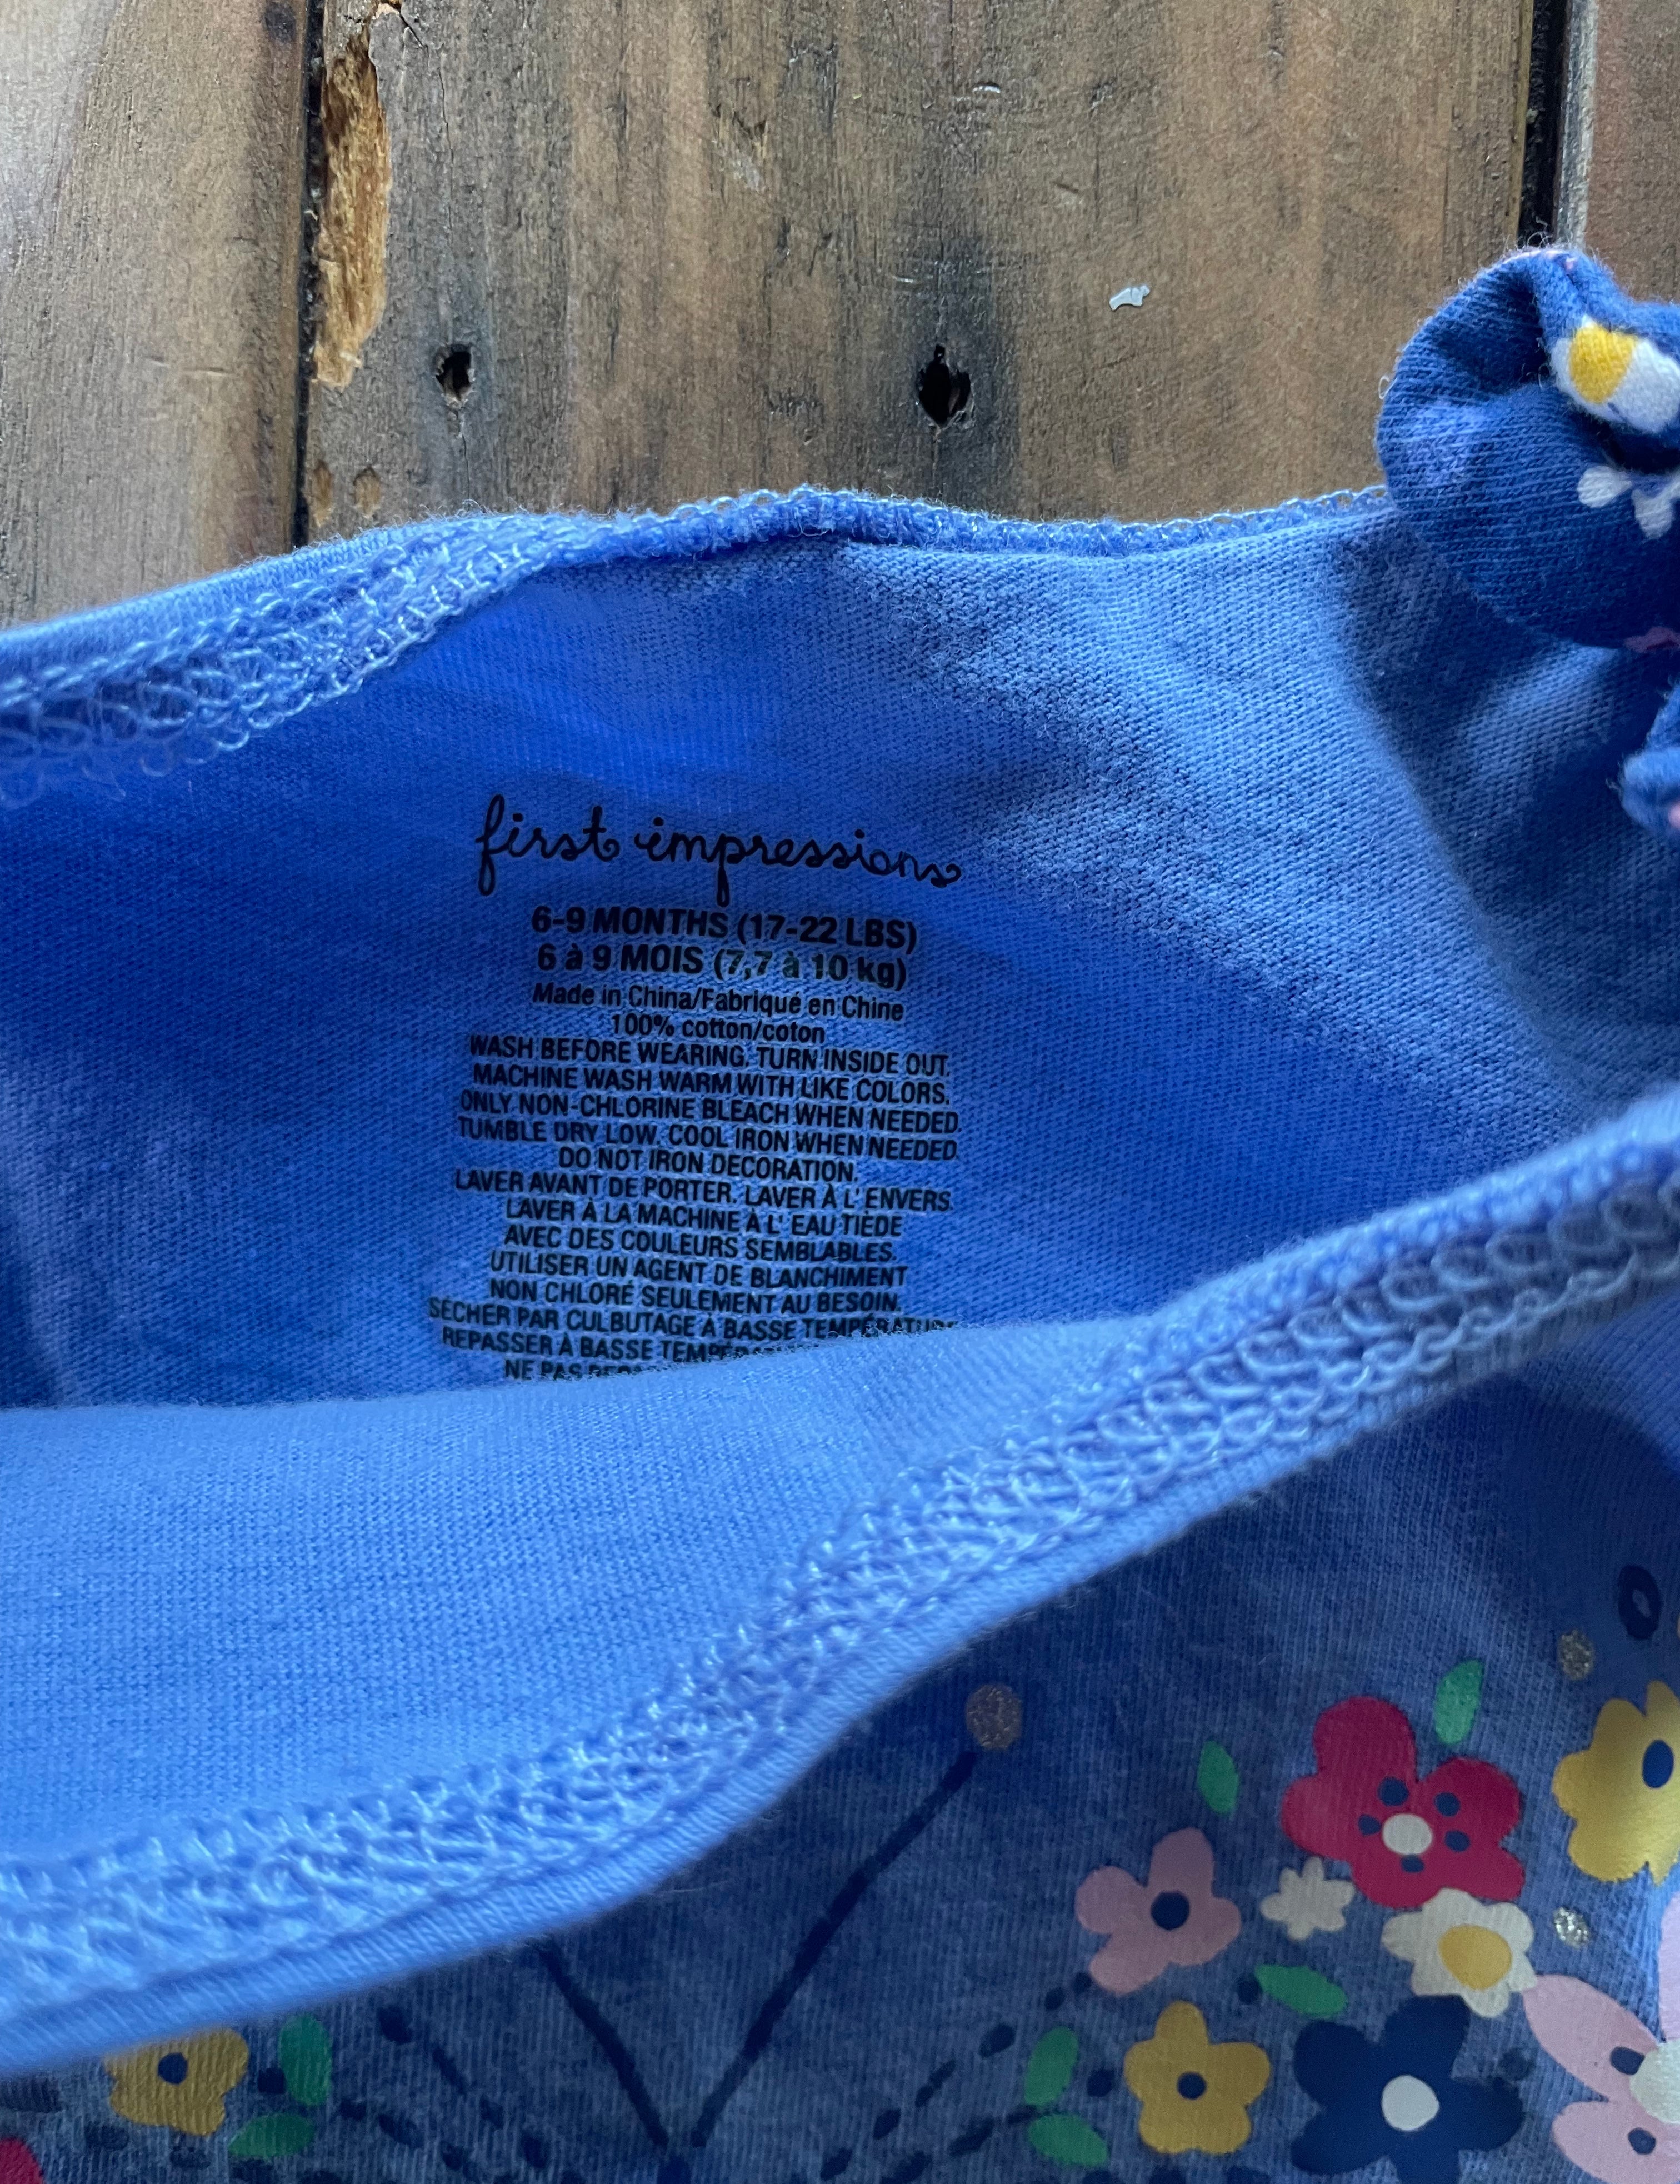 first impressions
6-9 MONTHS (17-22 LBS)
6 à 9 MOIS (7,7 à 10 kg)
Made in China/Fabriqué en Chine
100% cotton/coton
WASH BEFORE WEARING. TURN INSIDE OUT.
MACHINE WASH WARM WITH LIKE COLORS.
ONLY NON-CHLORINE BLEACH WHEN NEEDED
TUMBLE DRY LOW. COOL IRON WHEN NEEDED.
DO NOT IRON DECORATION.
LAVER AVANT DE PORTER. LAVER À L' ENVERS.
LAVER À LA MACHINE À L' EAU TIÈDE
AVEC DES COULEURS SEMBLABLES.
UTILISER UN AGENT DE BLANCHIMENT
NON CHLORÉ SEULEMENT AU BESOIN.
SÉCHER PAR CULBUTAGE À BASSE TEMPÉRATURE
REPASSER À BASSE
NE PAS